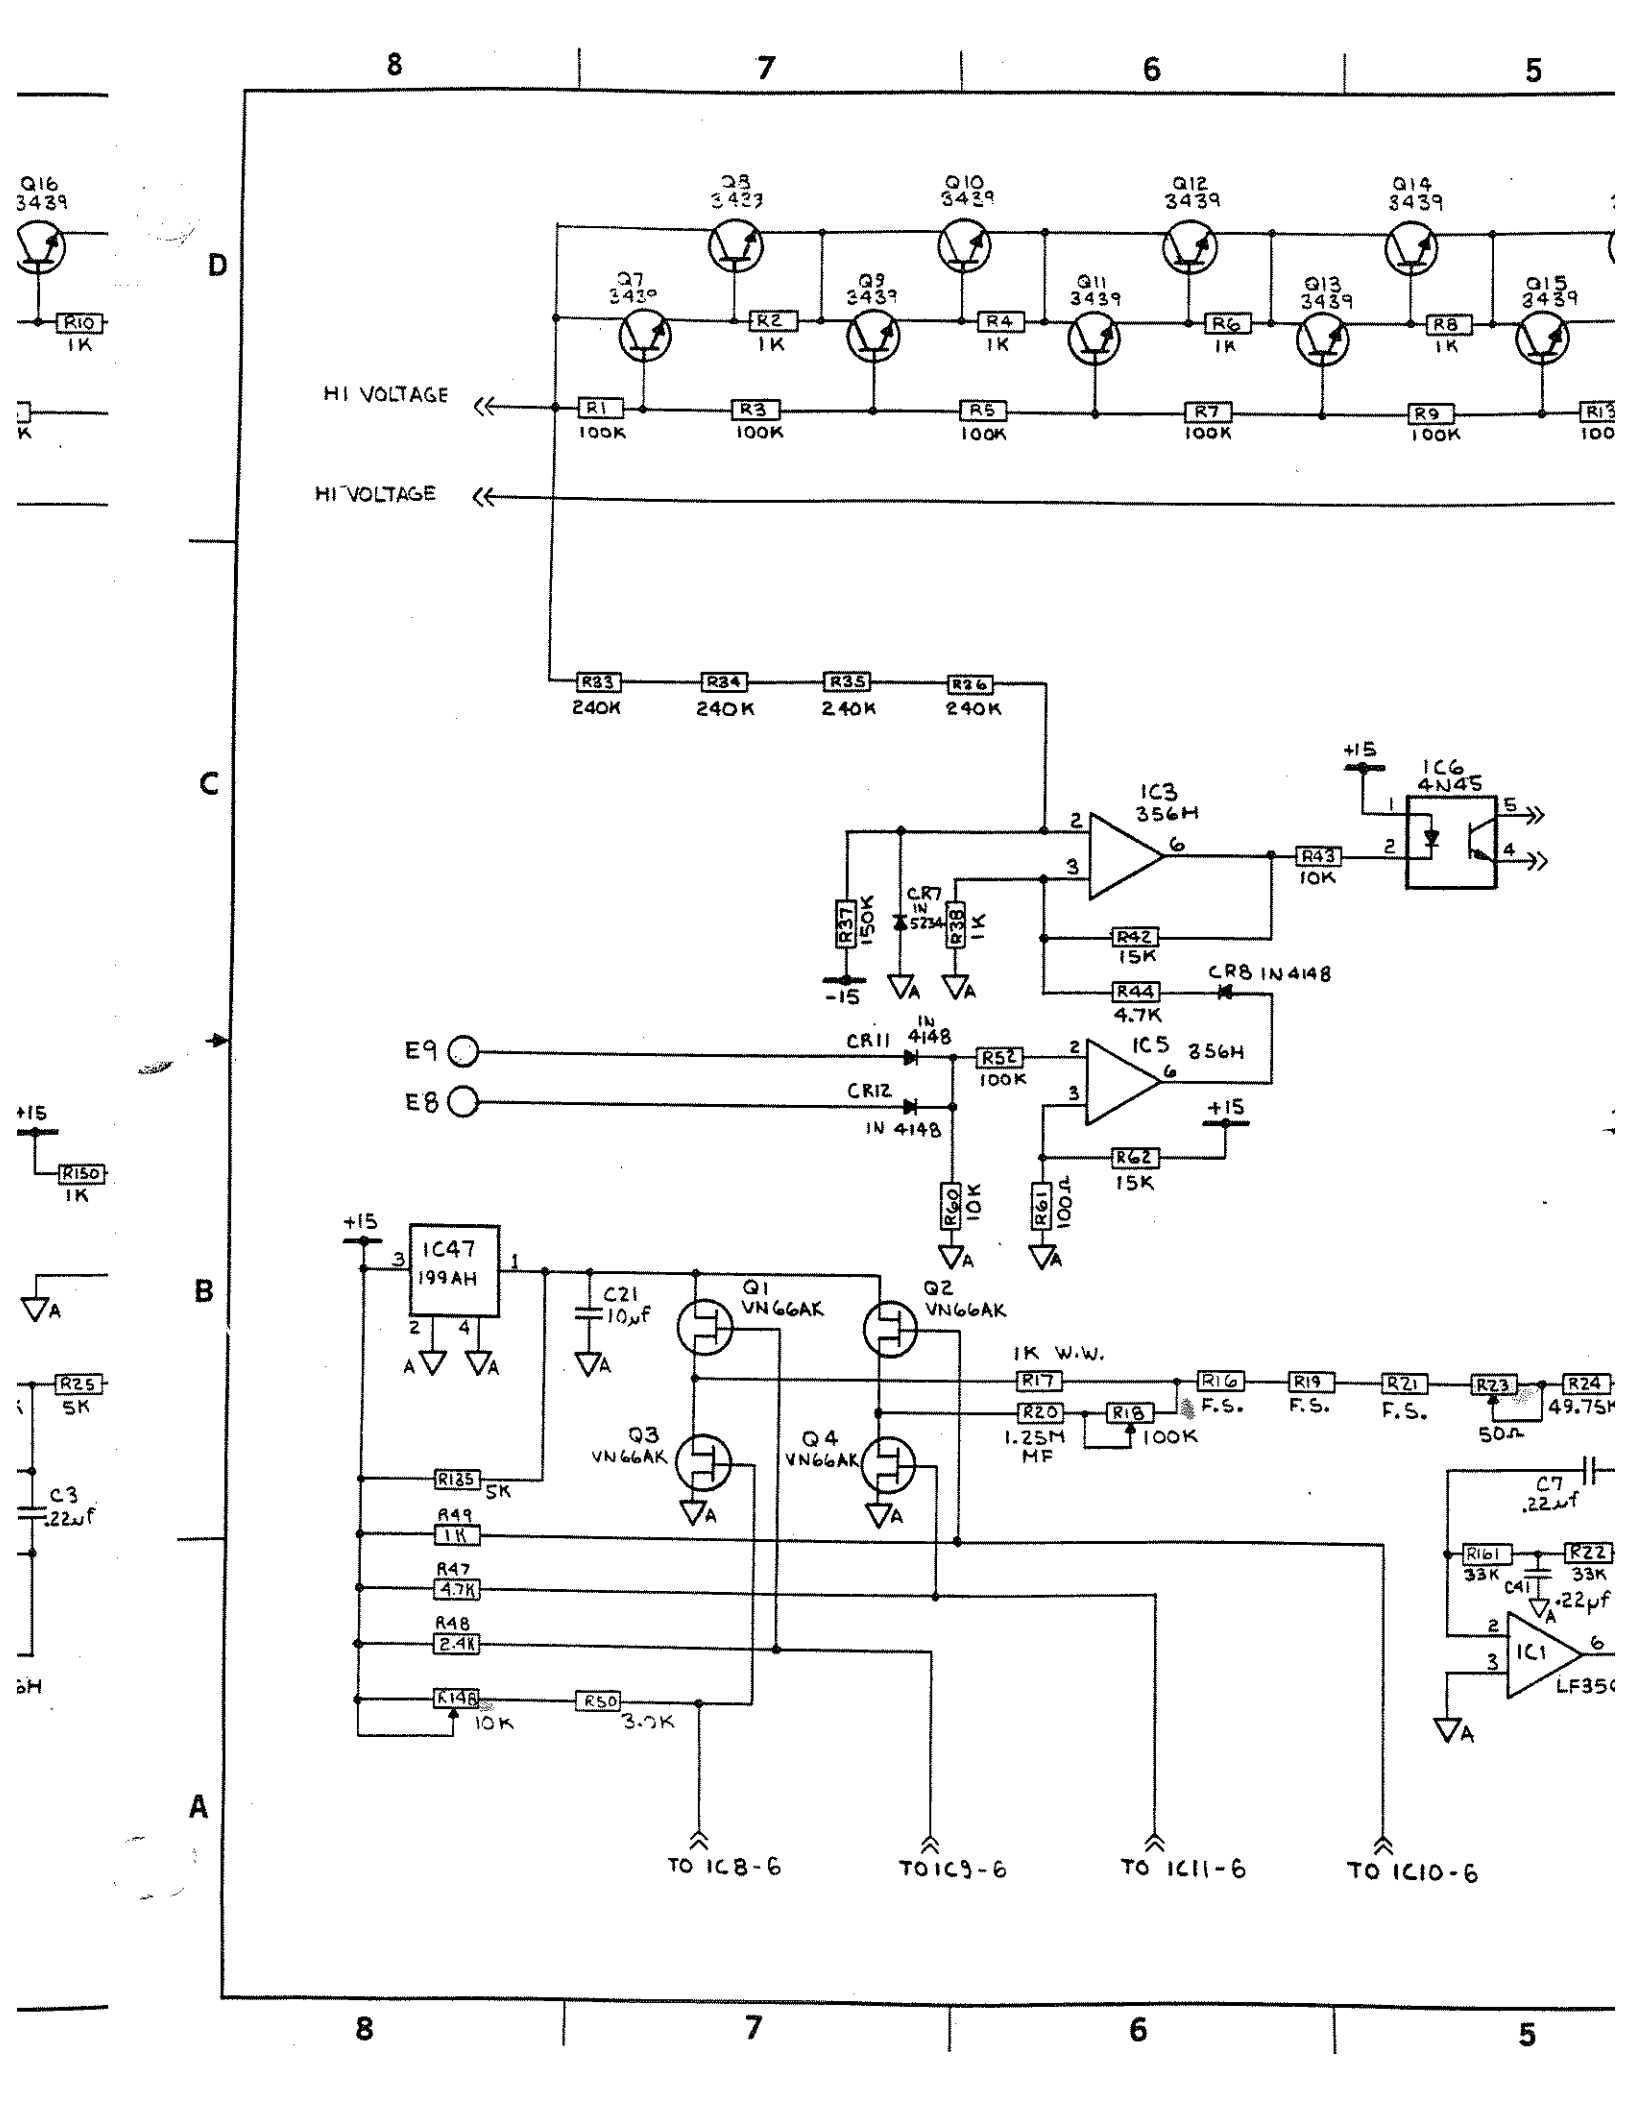 8 7 6 5
Q16
3439
Q8
Q10
3439
Q12
3439
Q14
3439
D
Q7
3439
Q9
3439
Q11
3439
Q13
3439
Q15
3439
R10
1K
R2
1K
R4
1K
R6
1K
R8
1K
HI VOLTAGE
R1
100K
R3
100K
R5
100K
R7
100K
R9
100K
R13
100
K
HI VOLTAGE
R33
240K
R34
240K
R35
240K
R36
240K
C
+15
IC6
4N45
1
2
5
4
IC3
356H
2
3
6
R43
10K
R37
150K
-15
CR7
IN
5234
A
R38
1K
A
R42
15K
CR8 IN4148
R44
4.7K
E9
CR11
IN
4148
R52
100K
2
3
IC5
356H
6
E8
CR12
IN 4148
+15
R62
15K
R60
10K
A
R61
100Ω
A
+15
R150
1K
A
+15
3
IC47
199AH
1
2
4
A
A
B
C21
10µf
A
Q1
VN66AK
Q2
VN66AK
1K W.W.
R17
R16
F.S.
R19
F.S.
R21
F.S.
R23
50Ω
R24
49.75K
R20
1.25M
MF
R18
100K
R25
5K
K
Q3
VN66AK
A
Q4
VN66AK
A
R135
5K
C3
.22µf
C7
.22µf
R49
1K
R161
33K
R22
33K
C41
.22µf
A
R47
4.7K
R48
2.4K
2
3
IC1
6
LF356
A
6H
R148
10K
R50
A
TO IC8-6
TO IC9-6
TO IC11-6
TO IC10-6
8 7 6 5